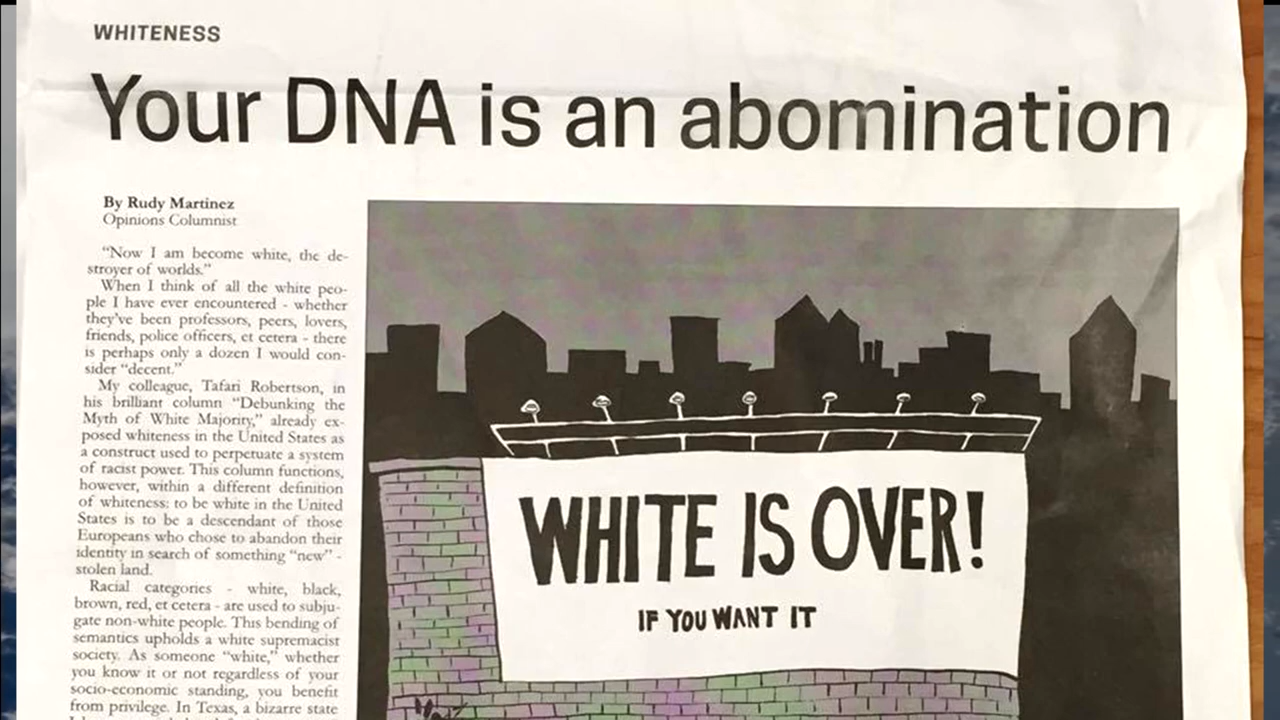 WHITENESS
Your DNA is an abomination
By Rudy Martinez
Opinions Columnist
"Now I am become white, the de-
stroyer of worlds."
When I think of all the white peo-
ple I have ever encountered - whether
they've been professors, peers, lovers,
friends, police officers, et cetera - there
is perhaps only a dozen I would con-
sider "decent."
My colleague, Tafari Robertson, in
his brilliant column "Debunking the
Myth of White Majority," already ex-
posed whiteness in the United States as
a construct used to perpetuate a system
of racist power. This column functions,
however, within a different definition
of whiteness: to be white in the United
States is to be a descendant of those
Europeans who chose to abandon their
identity in search of something "new" -
stolen land.
Racial categories - white, black,
brown, red, et cetera - are used to subju-
gate non-white people. This bending of
semantics upholds a white supremacist
society. As someone "white," whether
you know it or not regardless of your
socio-economic standing, you benefit
from privilege. In Texas, a bizarre state
WHITE IS OVER!
IF YOU WANT IT